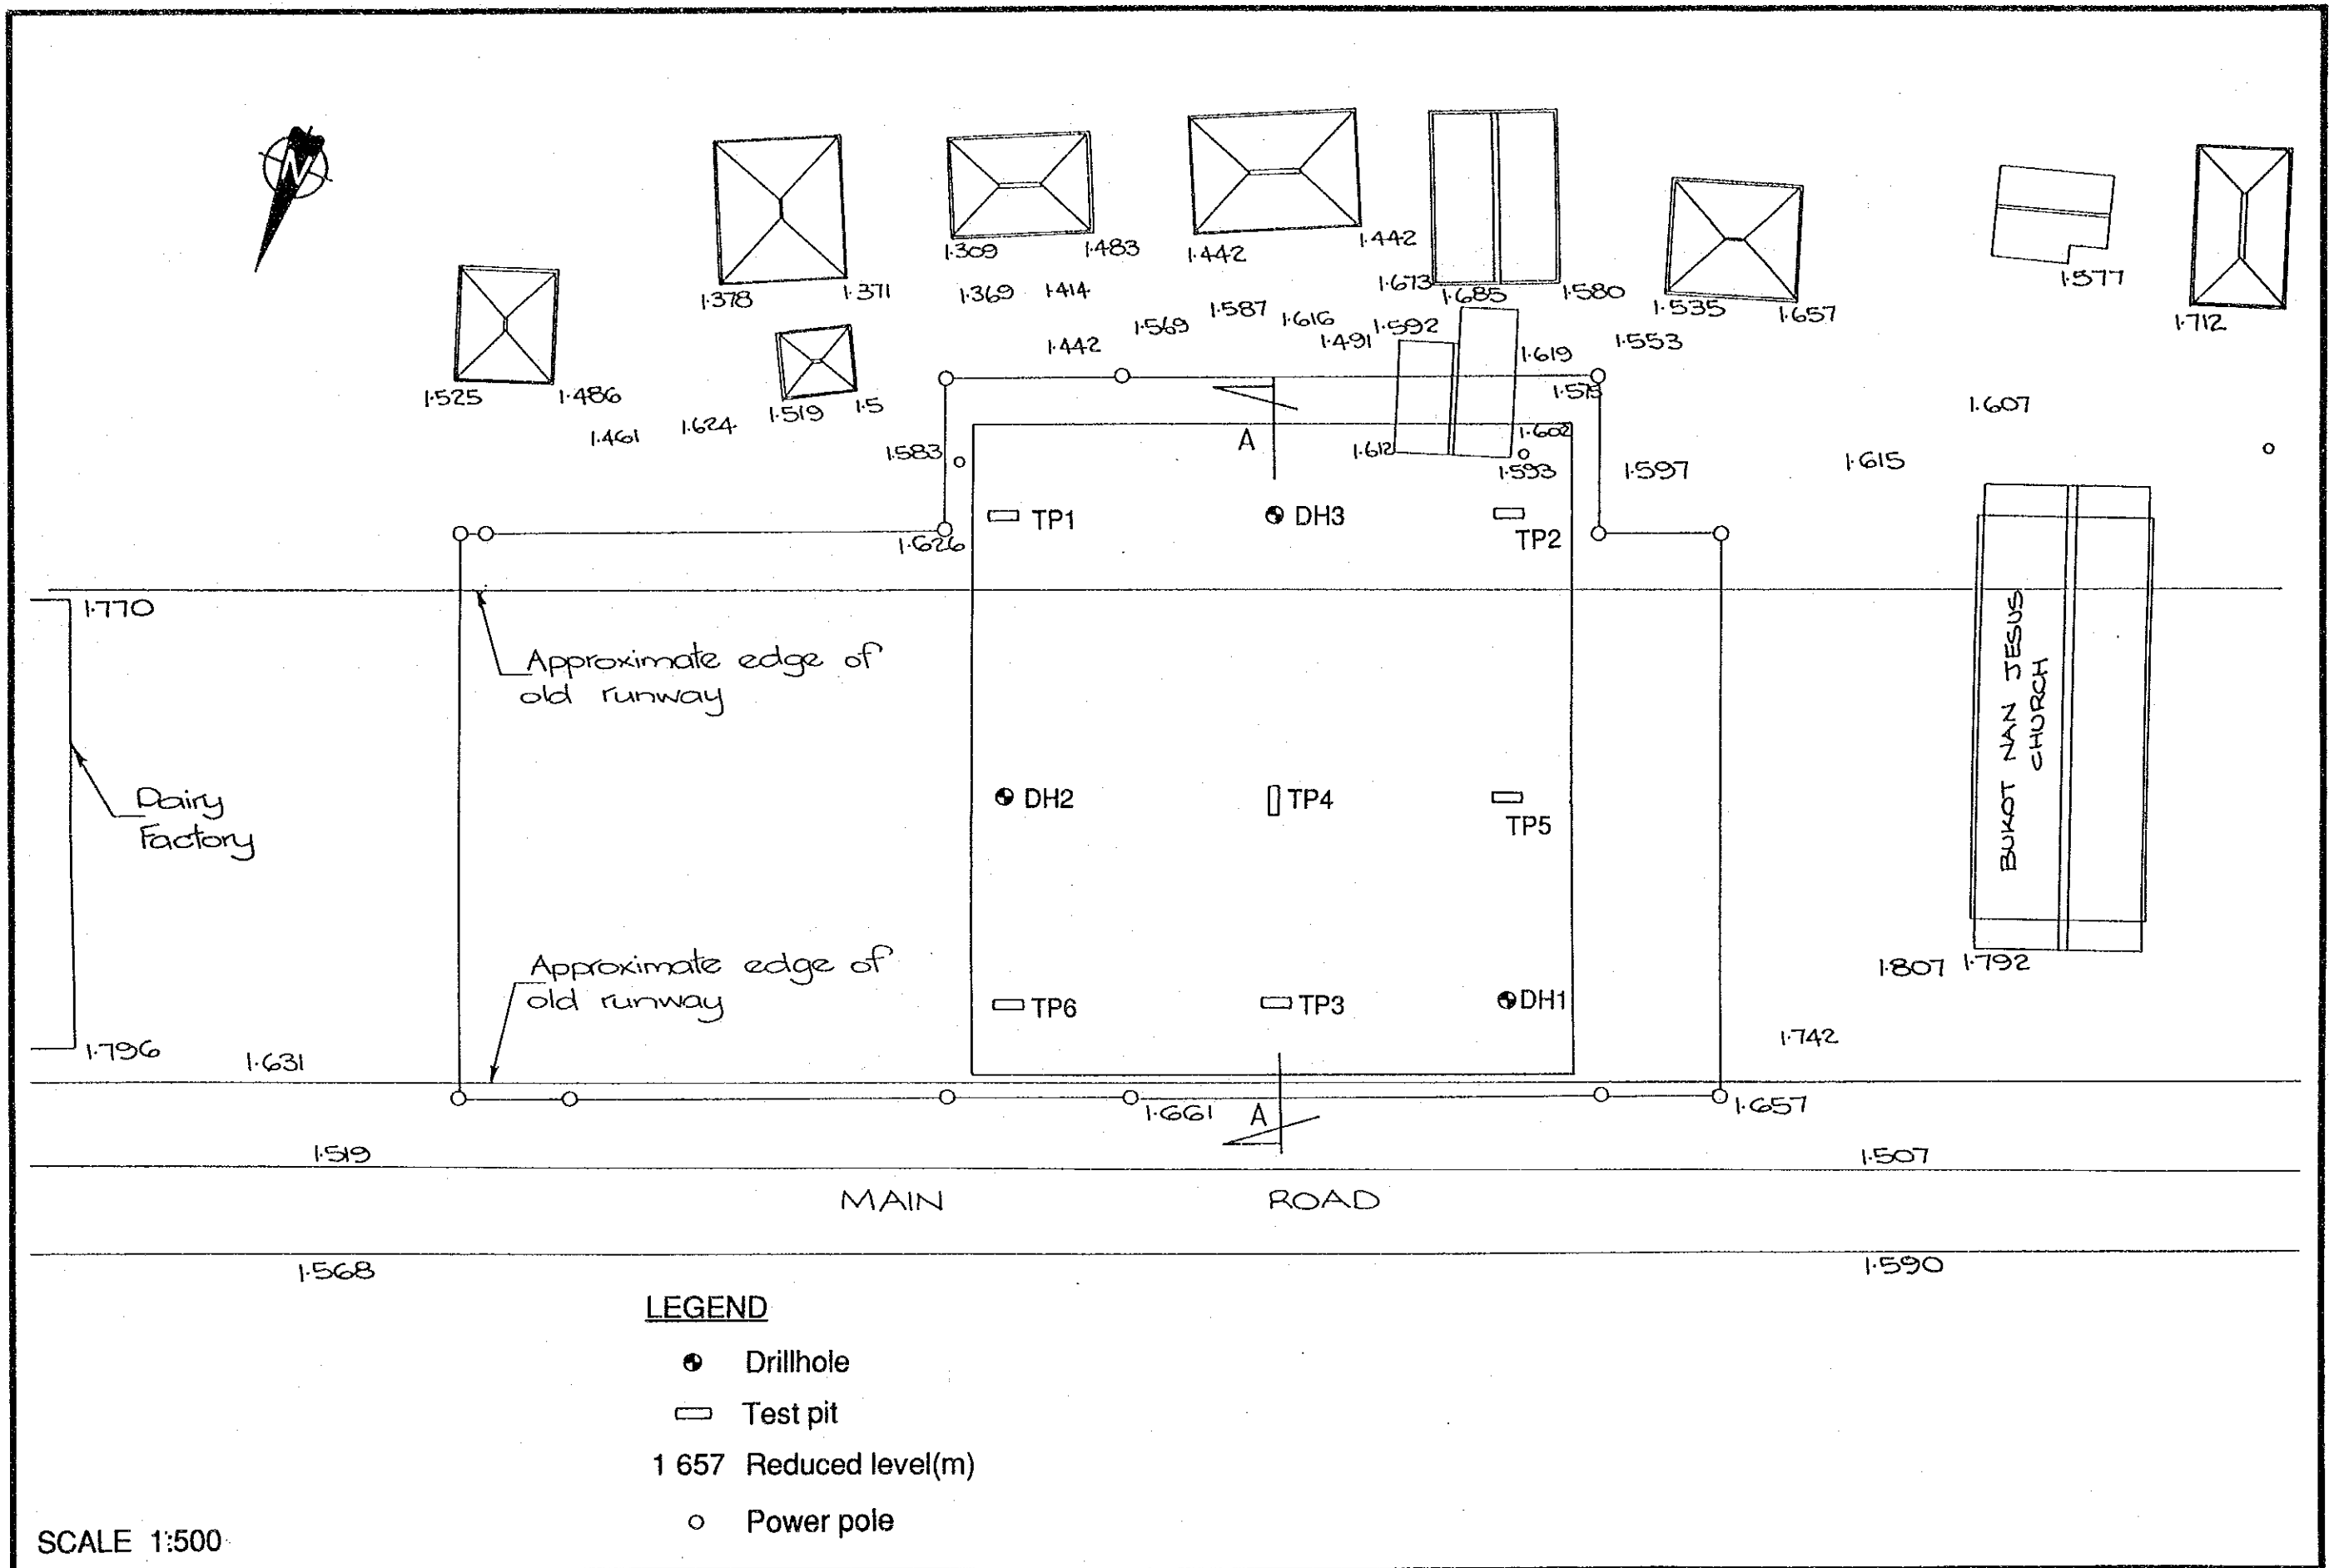 N
1.309
1.483
1.442
1.442
1.378
1.371
1.369
1.414
1.673
1.685
1.580
1.577
1.535
1.657
1.712
1.587
1.616
1.569
1.592
1.491
1.442
1.619
1.553
1.525
1.486
1.519
1.5
1.575
1.461
1.624
1.607
1.583
A
1.612
1.602
1.593
1.597
1.615
TP1
DH3
TP2
1.626
1.770
Approximate edge of
old runway
BUKOT NAN JESUS
CHURCH
Dairy
Factory
DH2
TP4
TP5
Approximate edge of
old runway
1.807
1.792
TP6
TP3
DH1
1.796
1.631
1.742
1.661
A
1.657
1.519
1.507
MAIN ROAD
1.568
1.590
LEGEND
Drillhole
Test pit
1 657 Reduced level(m)
Power pole
SCALE 1:500